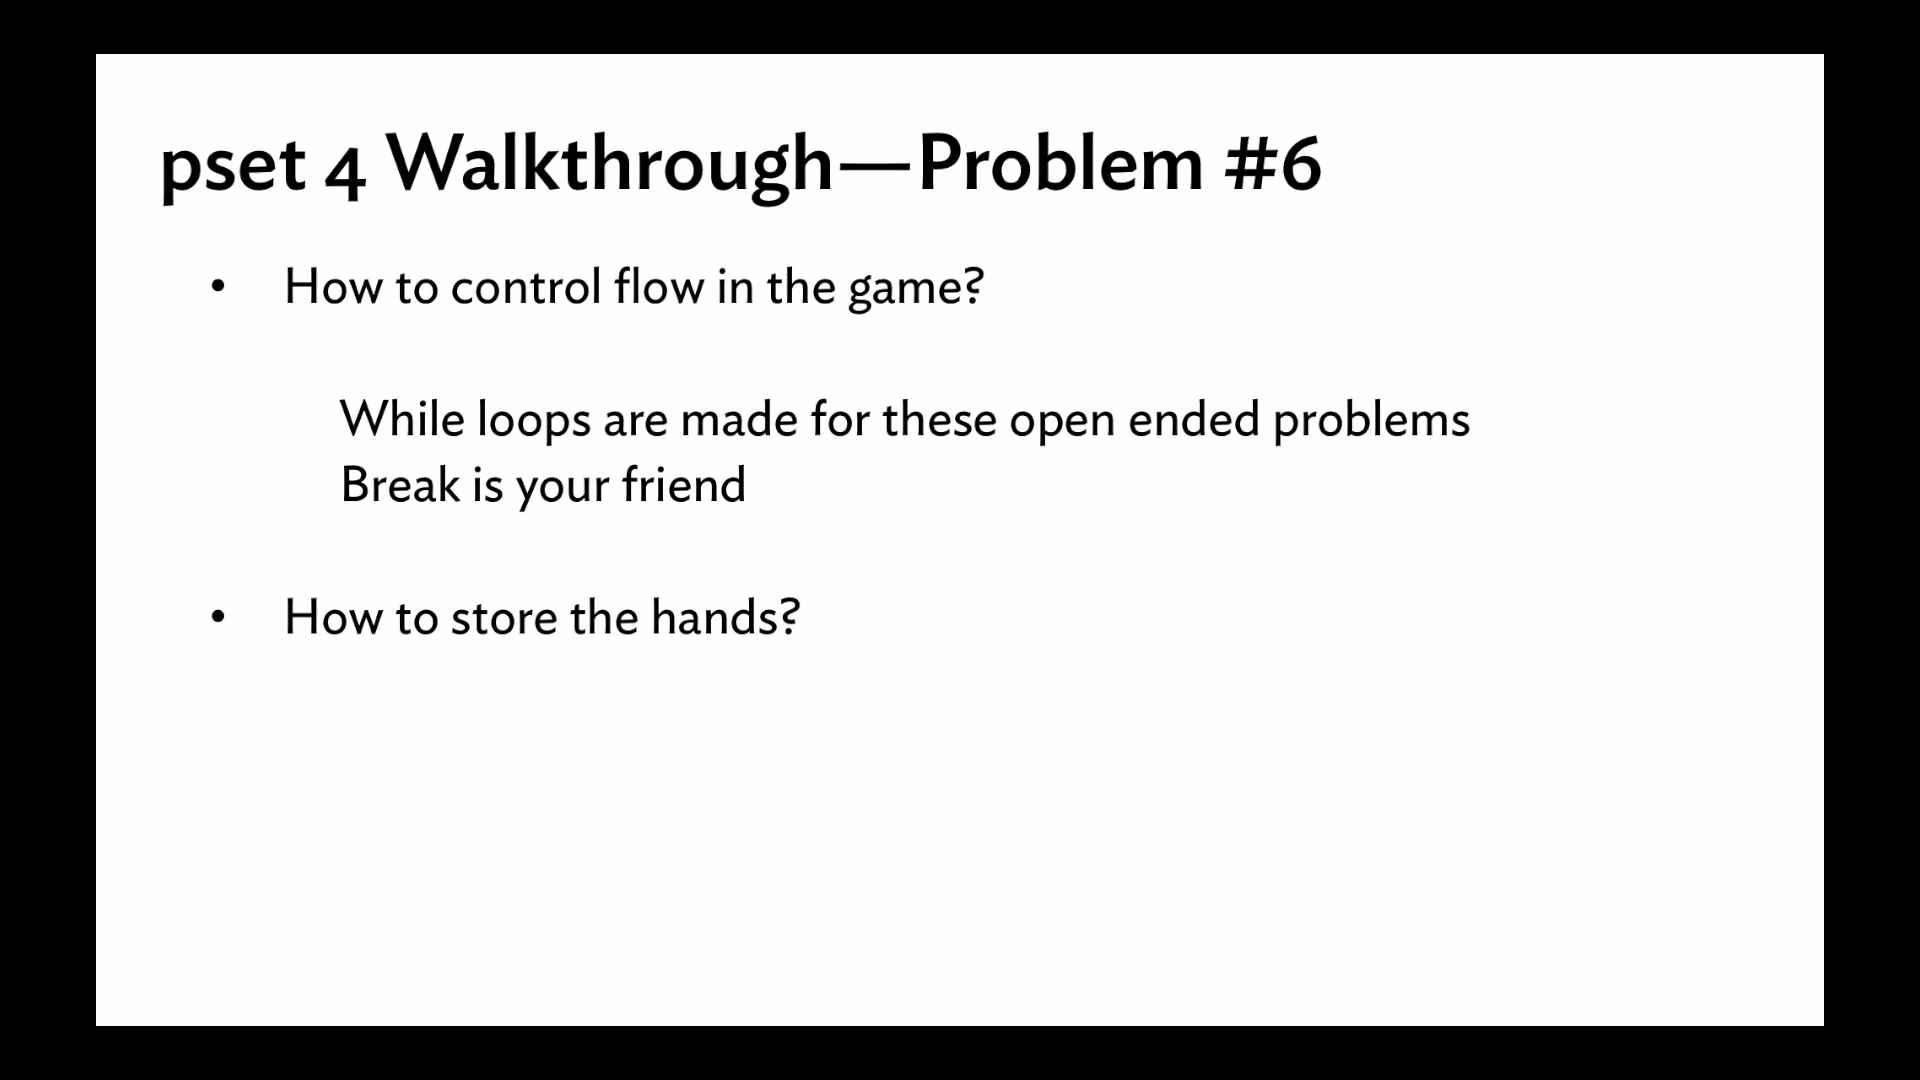 pset 4 Walkthrough—Problem #6
• How to control flow in the game?
While loops are made for these open ended problems
Break is your friend
• How to store the hands?